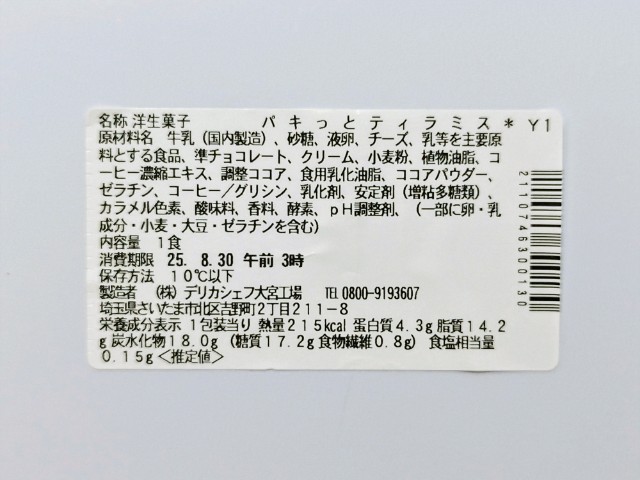 名称 洋生菓子　　パキっとティラミス＊ Ｙ１
原材料名　牛乳（国内製造）、砂糖、液卵、チーズ、乳等を主要原
料とする食品、準チョコレート、クリーム、小麦粉、植物油脂、コ
ーヒー濃縮エキス、調整ココア、食用乳化油脂、ココアパウダー、
ゼラチン、コーヒー／グリシン、乳化剤、安定剤（増粘多糖類）、
カラメル色素、酸味料、香料、酵素、ｐＨ調整剤、（一部に卵・乳
成分・小麦・大豆・ゼラチンを含む）
内容量　１食
消費期限　25. 8.30 午前 3時
保存方法　１０℃以下
製造者　（株）デリカシェフ大宮工場　TEL 0800-9193607
埼玉県さいたま市北区吉野町２丁目２１１－８
栄養成分表示 １包装当り 熱量２１５kcal 蛋白質４.３g 脂質１４.２
g 炭水化物１８.０g （糖質１７.２g 食物繊維０.８g） 食塩相当量
０.１５g＜推定値＞
2110746300130